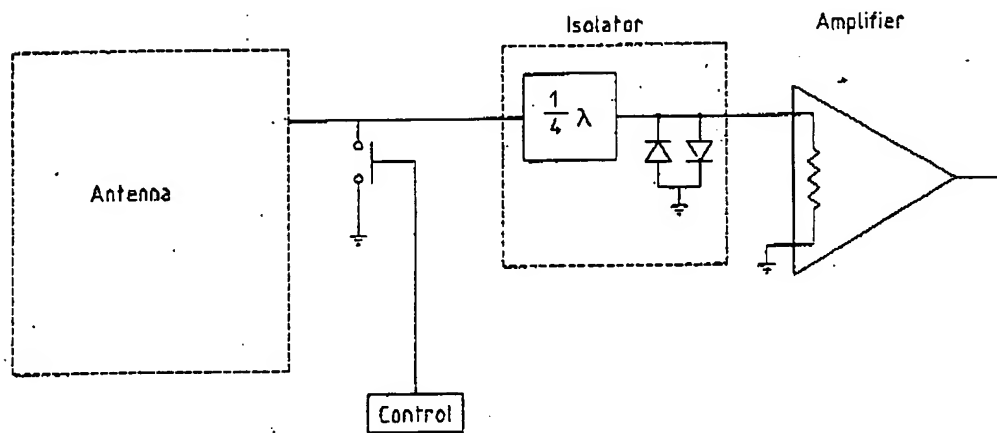 Isolator
Amplifier
1/4 λ
Antenna
Control